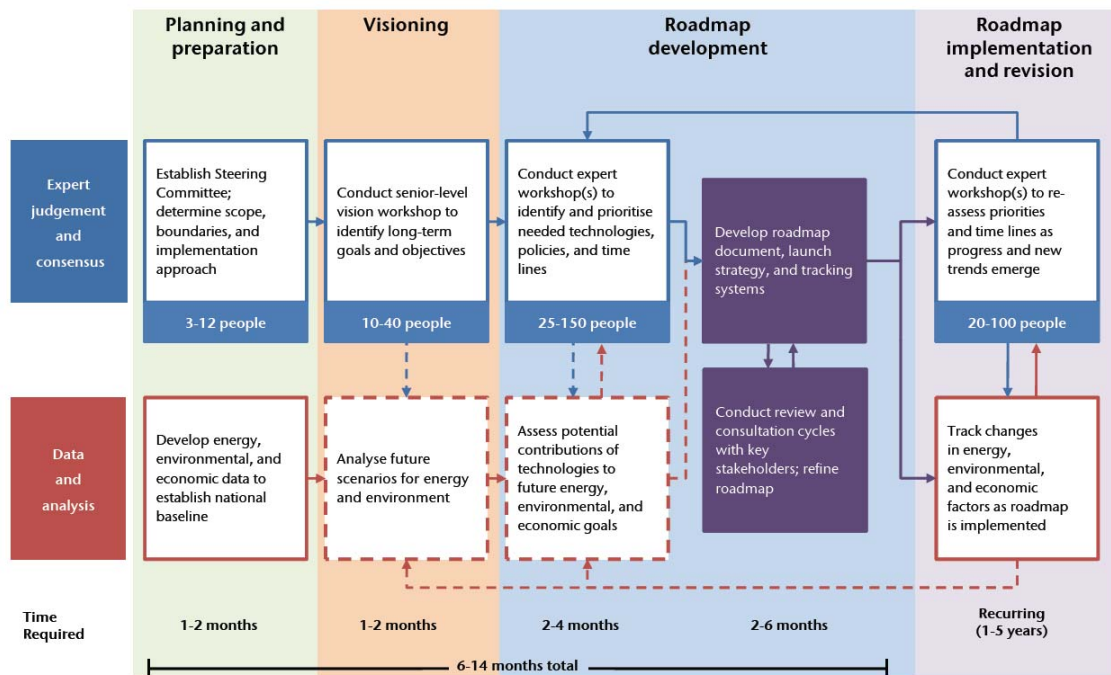 Planning and
preparation
Visioning
Roadmap
development
Roadmap
implementation
and revision
Expert
judgement
and
consensus
Establish Steering
Committee;
determine scope,
boundaries, and
implementation
approach
3-12 people
Conduct senior-level
vision workshop to
identify long-term
goals and objectives
10-40 people
Conduct expert
workshop(s) to
identify and prioritise
needed technologies,
policies, and time
lines
25-150 people
Develop roadmap
document, launch
strategy, and tracking
systems
Conduct expert
workshop(s) to re-
assess priorities
and time lines as
progress and new
trends emerge
20-100 people
Data
and
analysis
Develop energy,
environmental, and
economic data to
establish national
baseline
Analyse future
scenarios for energy
and environment
Assess potential
contributions of
technologies to
future energy,
environmental, and
economic goals
Conduct review and
consultation cycles
with key
stakeholders; refine
roadmap
Track changes
in energy,
environmental,
and economic
factors as roadmap
is implemented
Time
Required
1-2 months
1-2 months
2-4 months
2-6 months
Recurring
(1-5 years)
6-14 months total